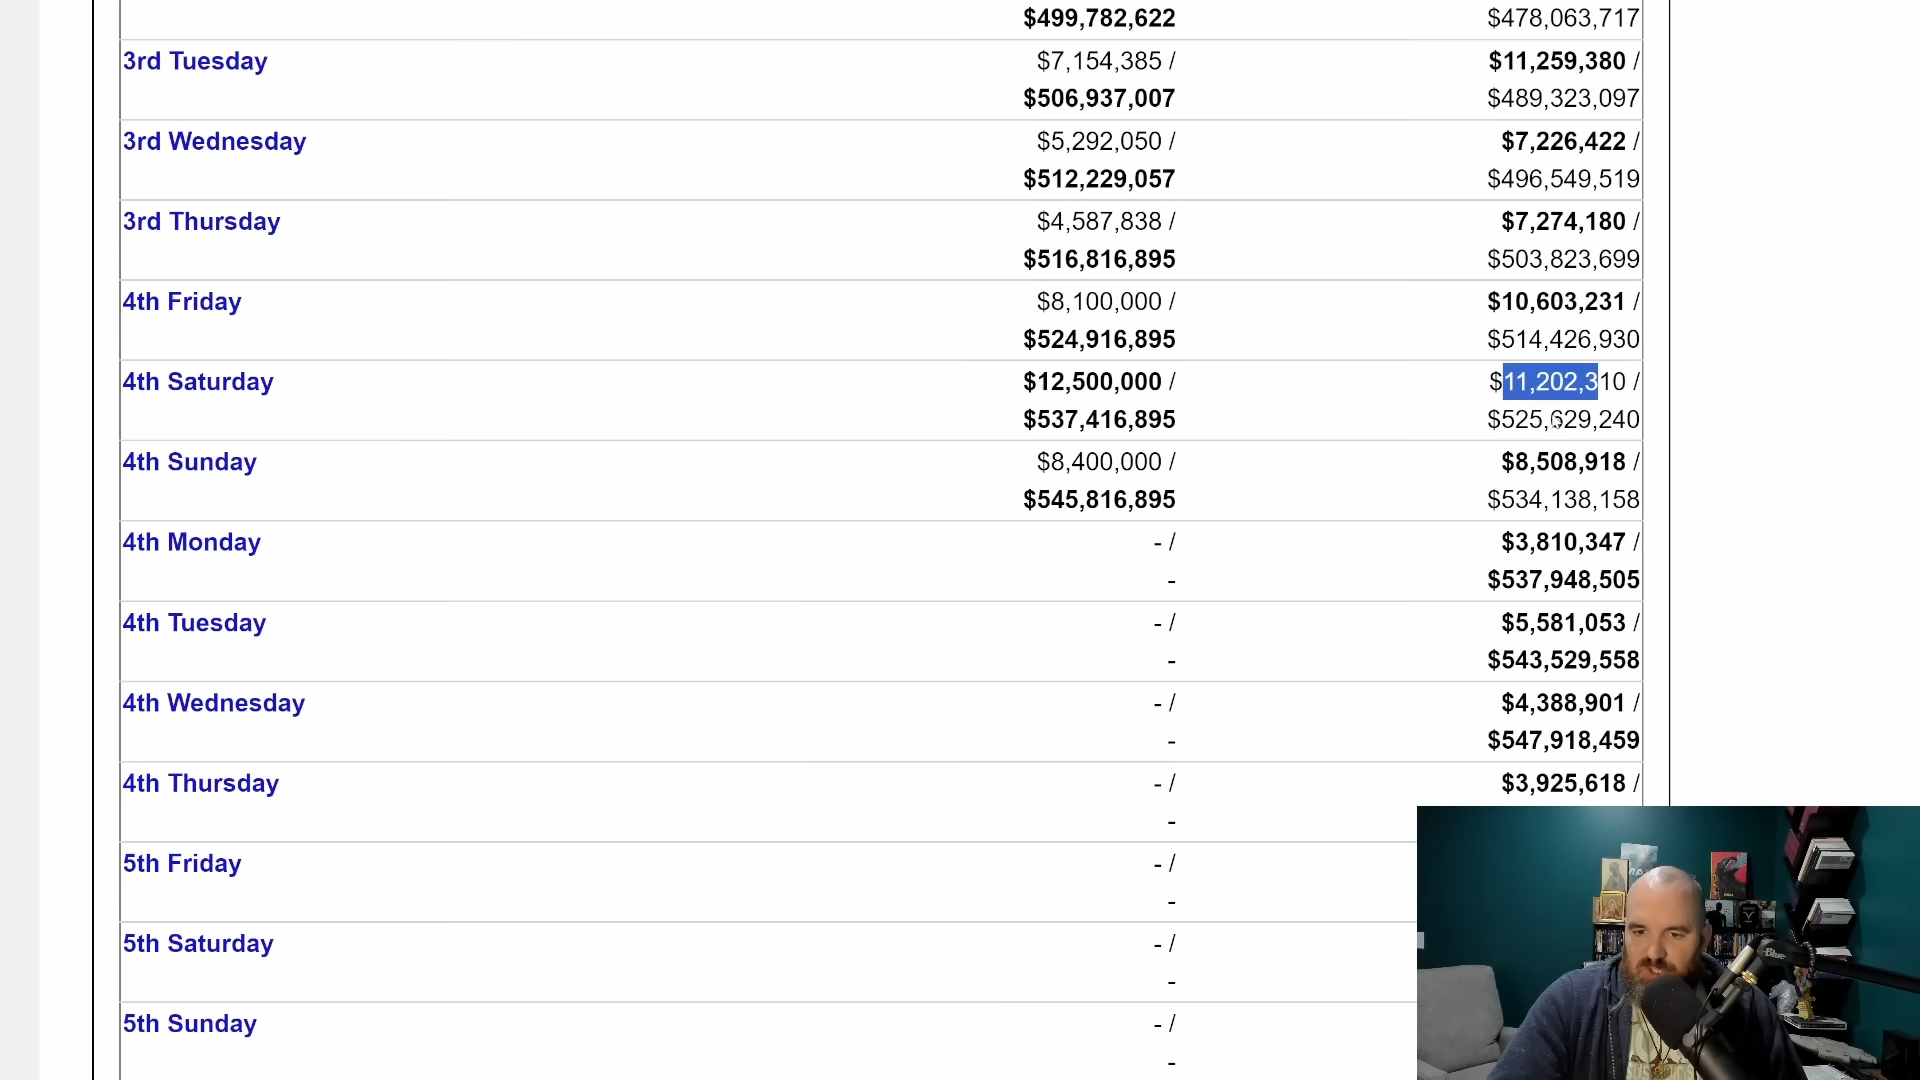 $499,782,622 $478,063,717
3rd Tuesday $7,154,385 / $11,259,380 /
$506,937,007 $489,323,097
3rd Wednesday $5,292,050 / $7,226,422 /
$512,229,057 $496,549,519
3rd Thursday $4,587,838 / $7,274,180 /
$516,816,895 $503,823,699
4th Friday $8,100,000 / $10,603,231 /
$524,916,895 $514,426,930
4th Saturday $12,500,000 / $11,202,310 /
$537,416,895 $525,629,240
4th Sunday $8,400,000 / $8,508,918 /
$545,816,895 $534,138,158
4th Monday - / $3,810,347 /
- $537,948,505
4th Tuesday - / $5,581,053 /
- $543,529,558
4th Wednesday - / $4,388,901 /
- $547,918,459
4th Thursday - / $3,925,618 /
-
5th Friday - /
-
5th Saturday - /
-
5th Sunday - /
-
Blue